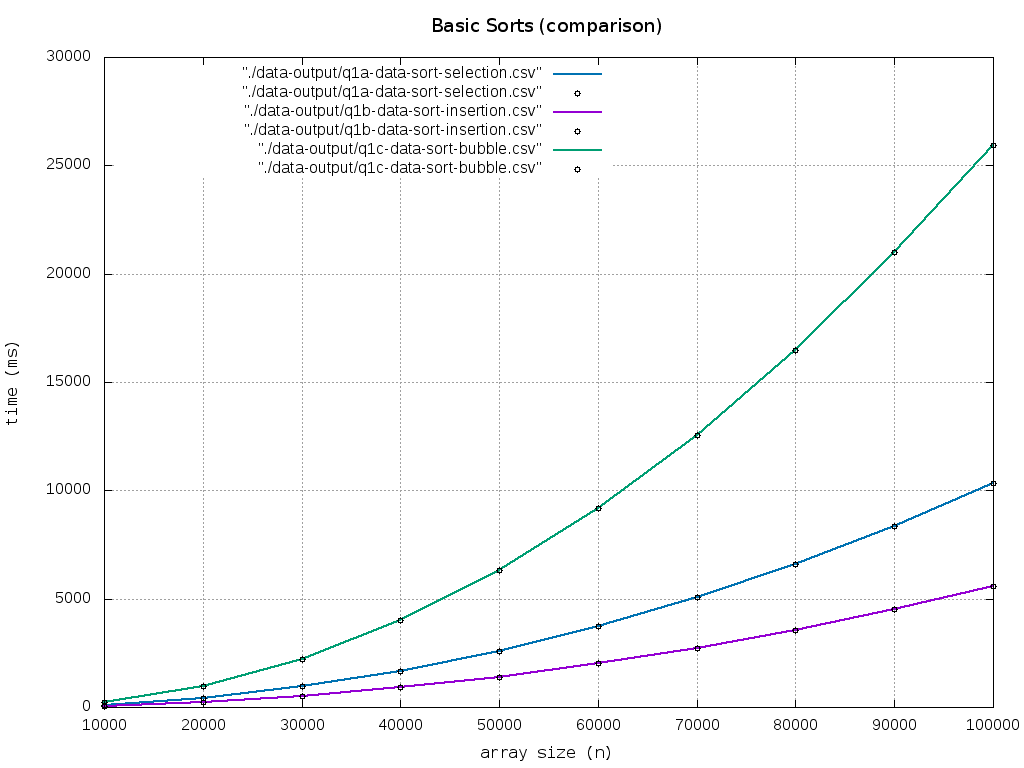 Basic Sorts (comparison)
30000
25000
20000
15000
10000
5000
0
time (ms)
"./data-output/q1a-data-sort-selection.csv"
"./data-output/q1a-data-sort-selection.csv"
"./data-output/q1b-data-sort-insertion.csv"
"./data-output/q1b-data-sort-insertion.csv"
"./data-output/q1c-data-sort-bubble.csv"
"./data-output/q1c-data-sort-bubble.csv"
10000 20000 30000 40000 50000 60000 70000 80000 90000 100000
array size (n)